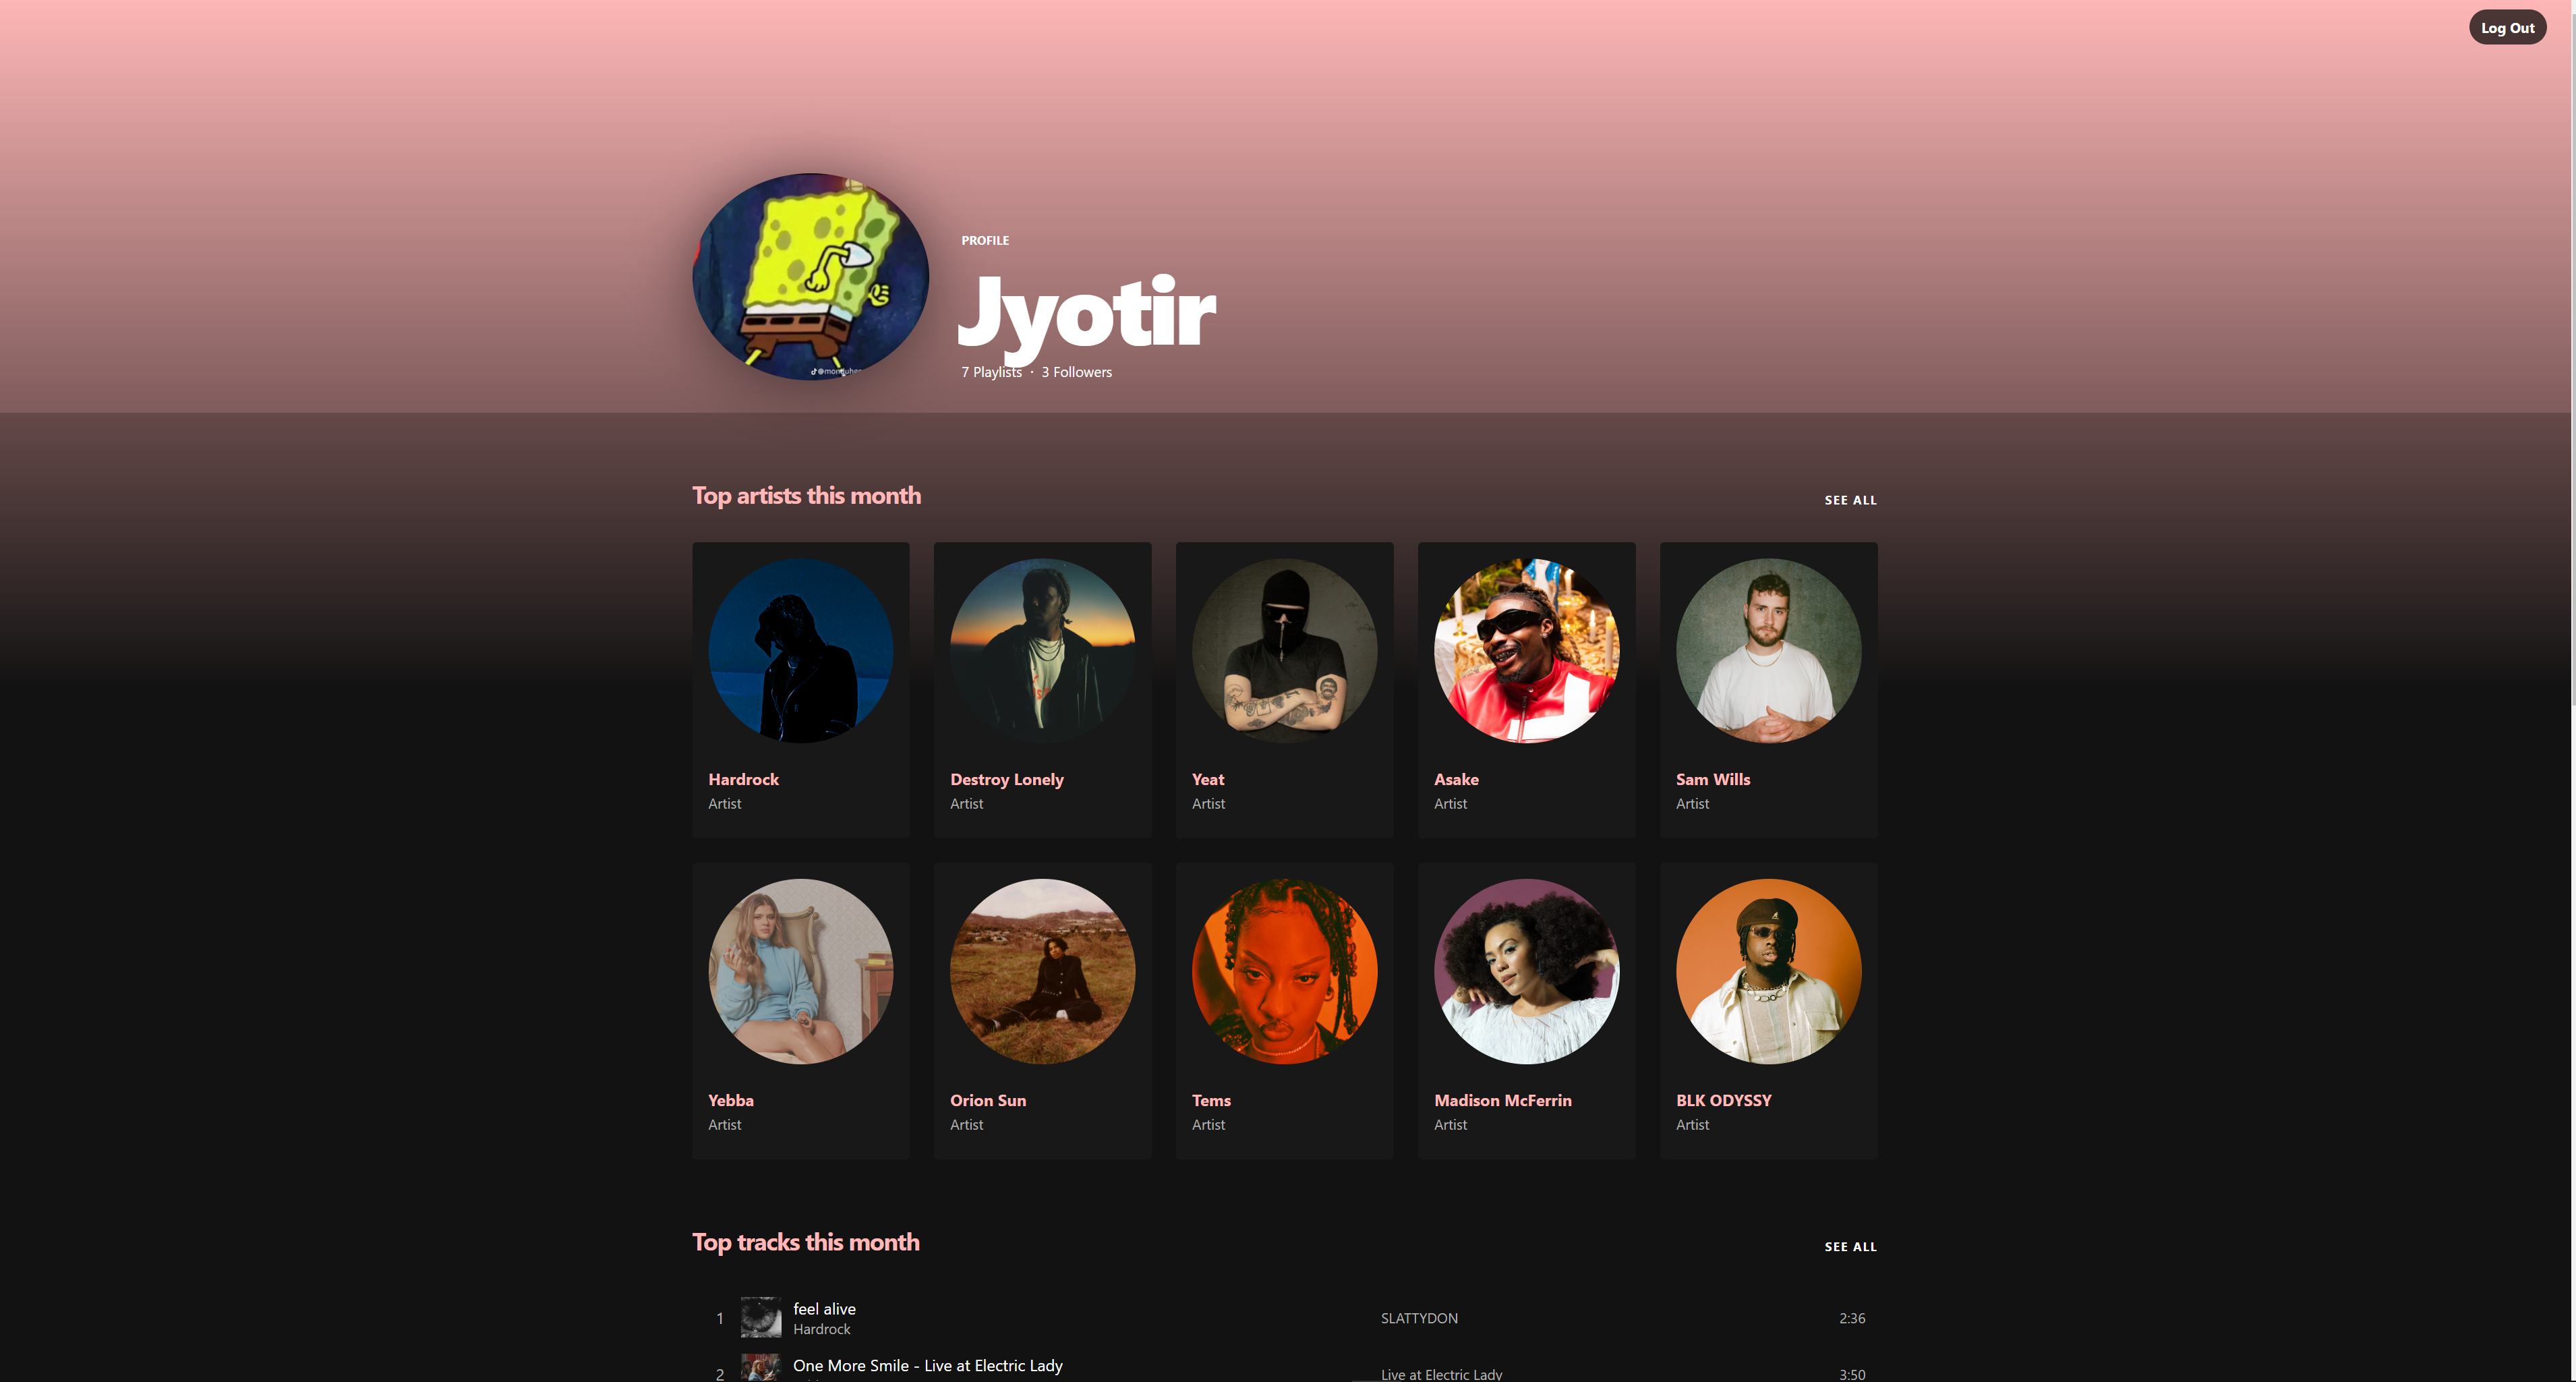 Log Out
PROFILE
Jyotir
7 Playlists · 3 Followers
Top artists this month
SEE ALL
Hardrock
Artist
Destroy Lonely
Artist
Yeat
Artist
Asake
Artist
Sam Wills
Artist
Yebba
Artist
Orion Sun
Artist
Tems
Artist
Madison McFerrin
Artist
BLK ODYSSY
Artist
Top tracks this month
SEE ALL
1
feel alive
Hardrock
SLATTYDON
2:36
2
One More Smile - Live at Electric Lady
Live at Electric Lady
3:50